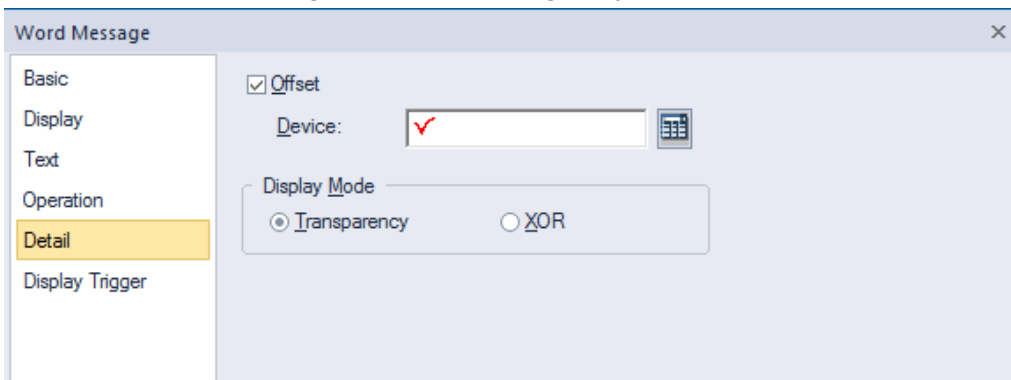 Word Message
Basic
Display
Text
Operation
Detail
Display Trigger
Offset
Device:
Display Mode
Transparency XOR